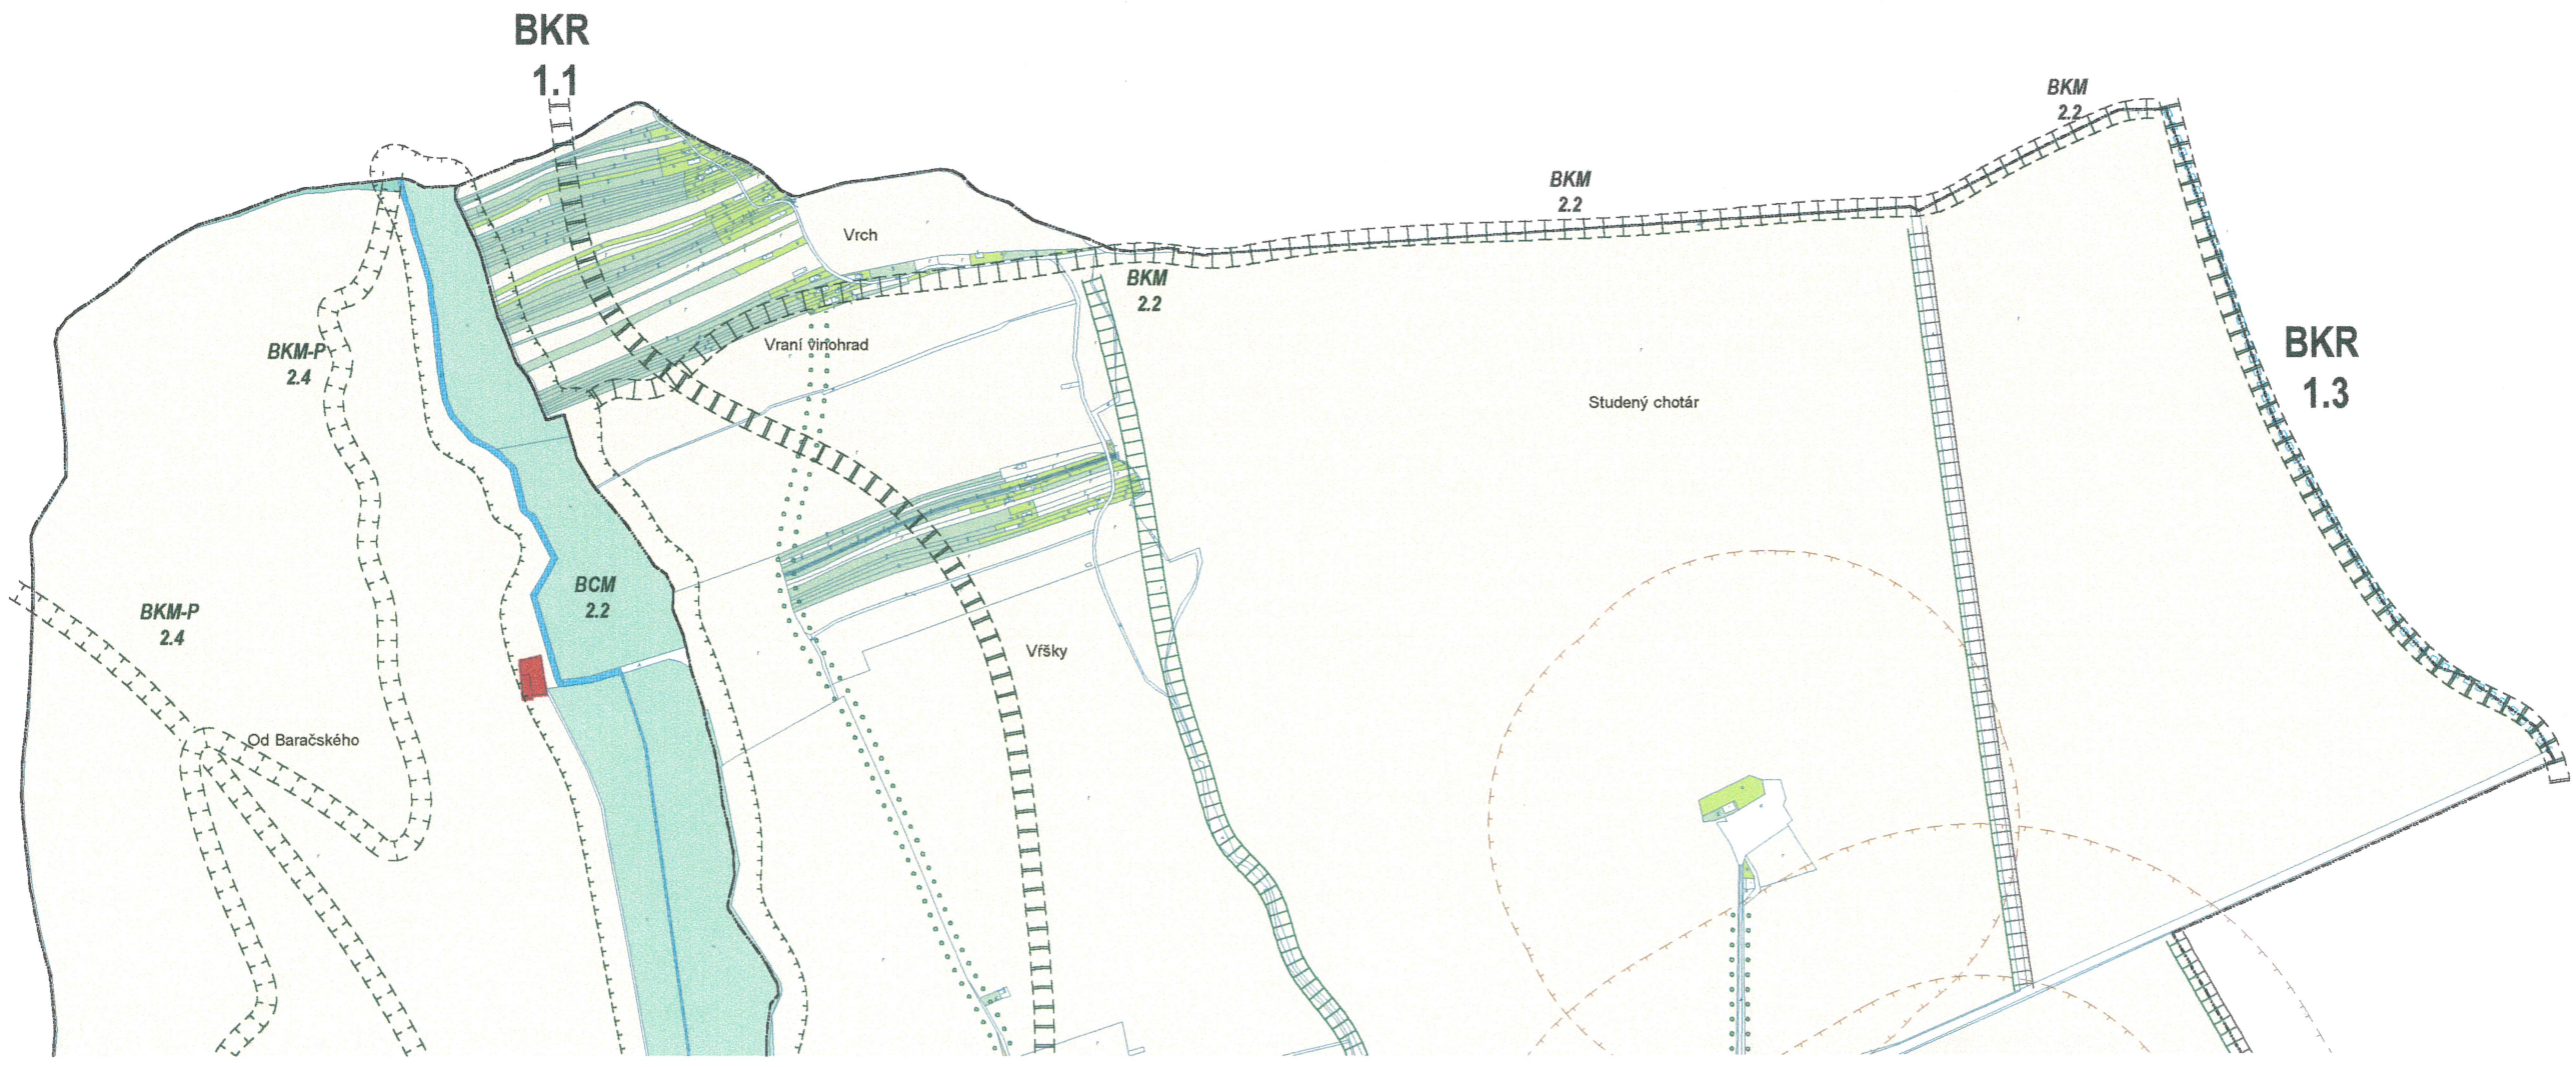 BKR
1.1
BKM
2.2
BKM
2.2
Vrch
BKM
2.2
BKR
1.3
Vraní vinohrad
BKM-P
2.4
Studený chotár
BCM
2.2
BKM-P
2.4
Vŕšky
Od Baračského